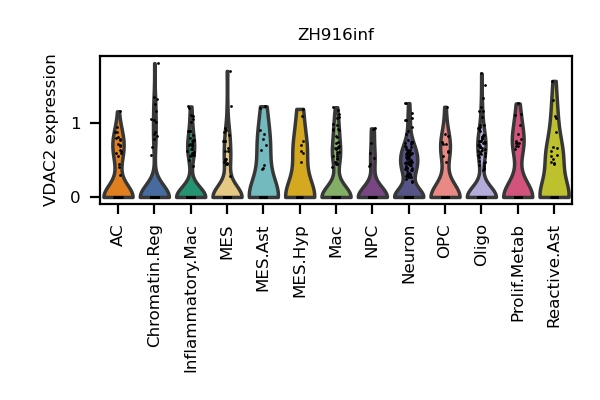 ZH916inf
VDAC2 expression
1
0
AC
Chromatin.Reg
Inflammatory.Mac
MES
MES.Ast
MES.Hyp
Mac
NPC
Neuron
OPC
Oligo
Prolif.Metab
Reactive.Ast